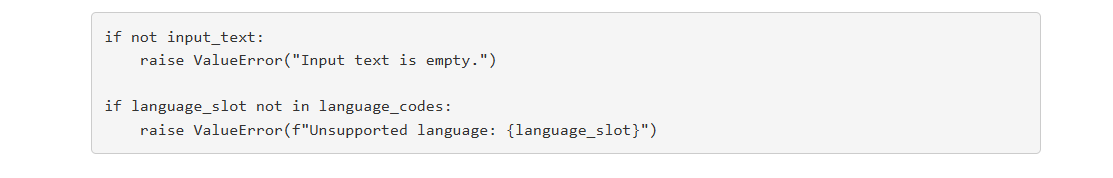 if not input_text:
    raise ValueError("Input text is empty.")

if language_slot not in language_codes:
    raise ValueError(f"Unsupported language: {language_slot}")